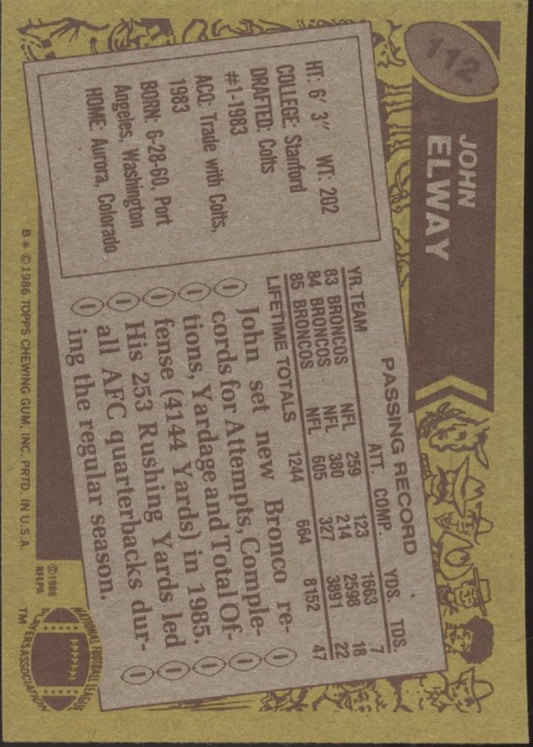 112
JOHN
ELWAY
HT: 6' 3" WT: 202
COLLEGE: Stanford
DRAFTED: Colts
#1-1983
ACQ: Trade with Colts,
1983
BORN: 6-28-60, Port
Angeles, Washington
HOME: Aurora, Colorado
PASSING RECORD
YR. TEAM ATT. COMP. YDS. TDS.
83 BRONCOS NFL 259 123 1663 7
84 BRONCOS NFL 380 214 2598 18
85 BRONCOS NFL 605 327 3891 22
LIFETIME TOTALS 1244 664 8152 47
John set new Bronco re-
cords for Attempts, Comple-
tions, Yardage and Total Of-
fense (4144 Yards) in 1985.
His 253 Rushing Yards led
all AFC quarterbacks dur-
ing the regular season.
B * © 1986 TOPPS CHEWING GUM, INC. PRTD. IN U.S.A
© 1986
NFLPA
NATIONAL FOOTBALL LEAGUE
PLAYERS ASSOCIATION
TM